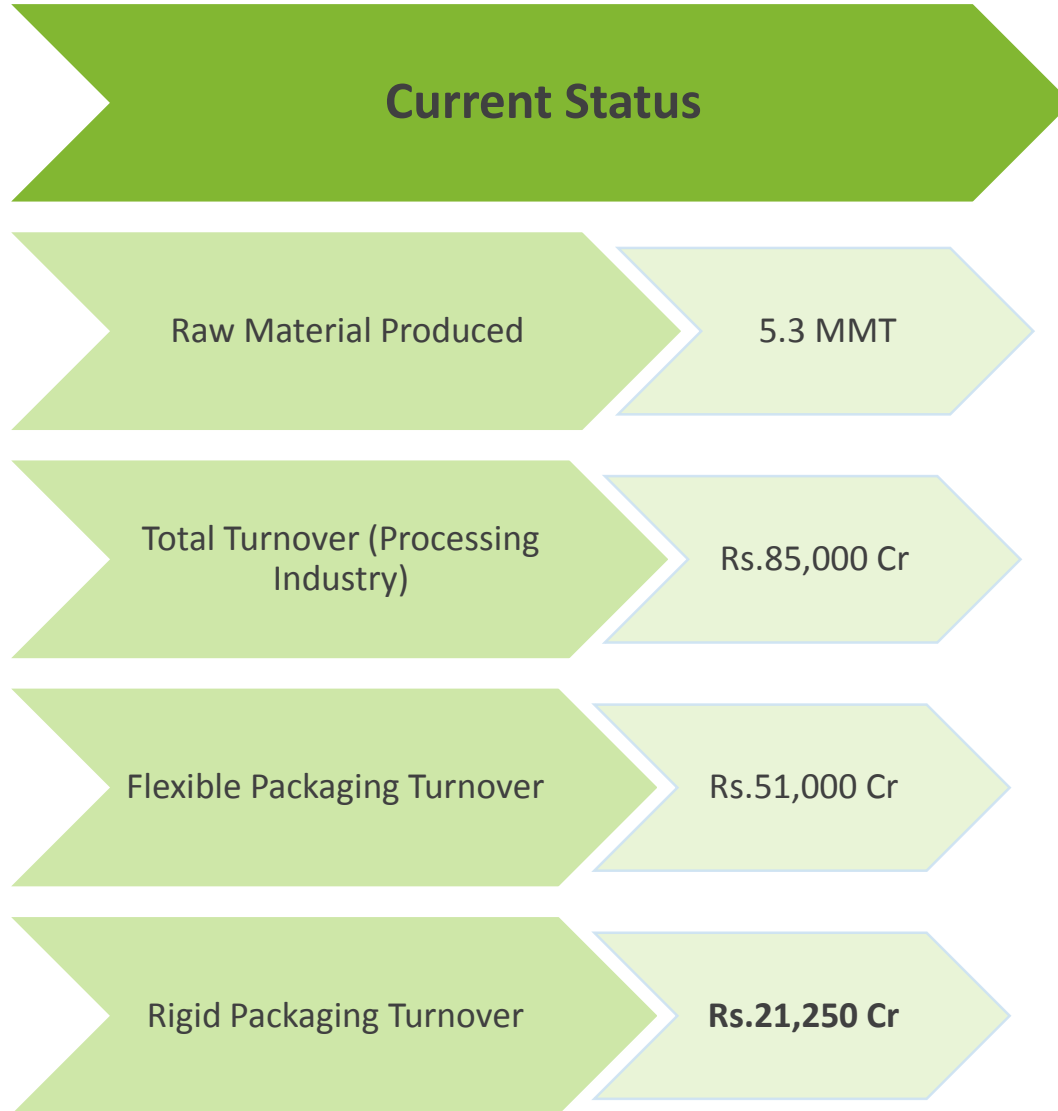 Current Status
Raw Material Produced
5.3 MMT
Total Turnover (Processing
Industry)
Rs.85,000 Cr
Flexible Packaging Turnover
Rs.51,000 Cr
Rigid Packaging Turnover
Rs.21,250 Cr